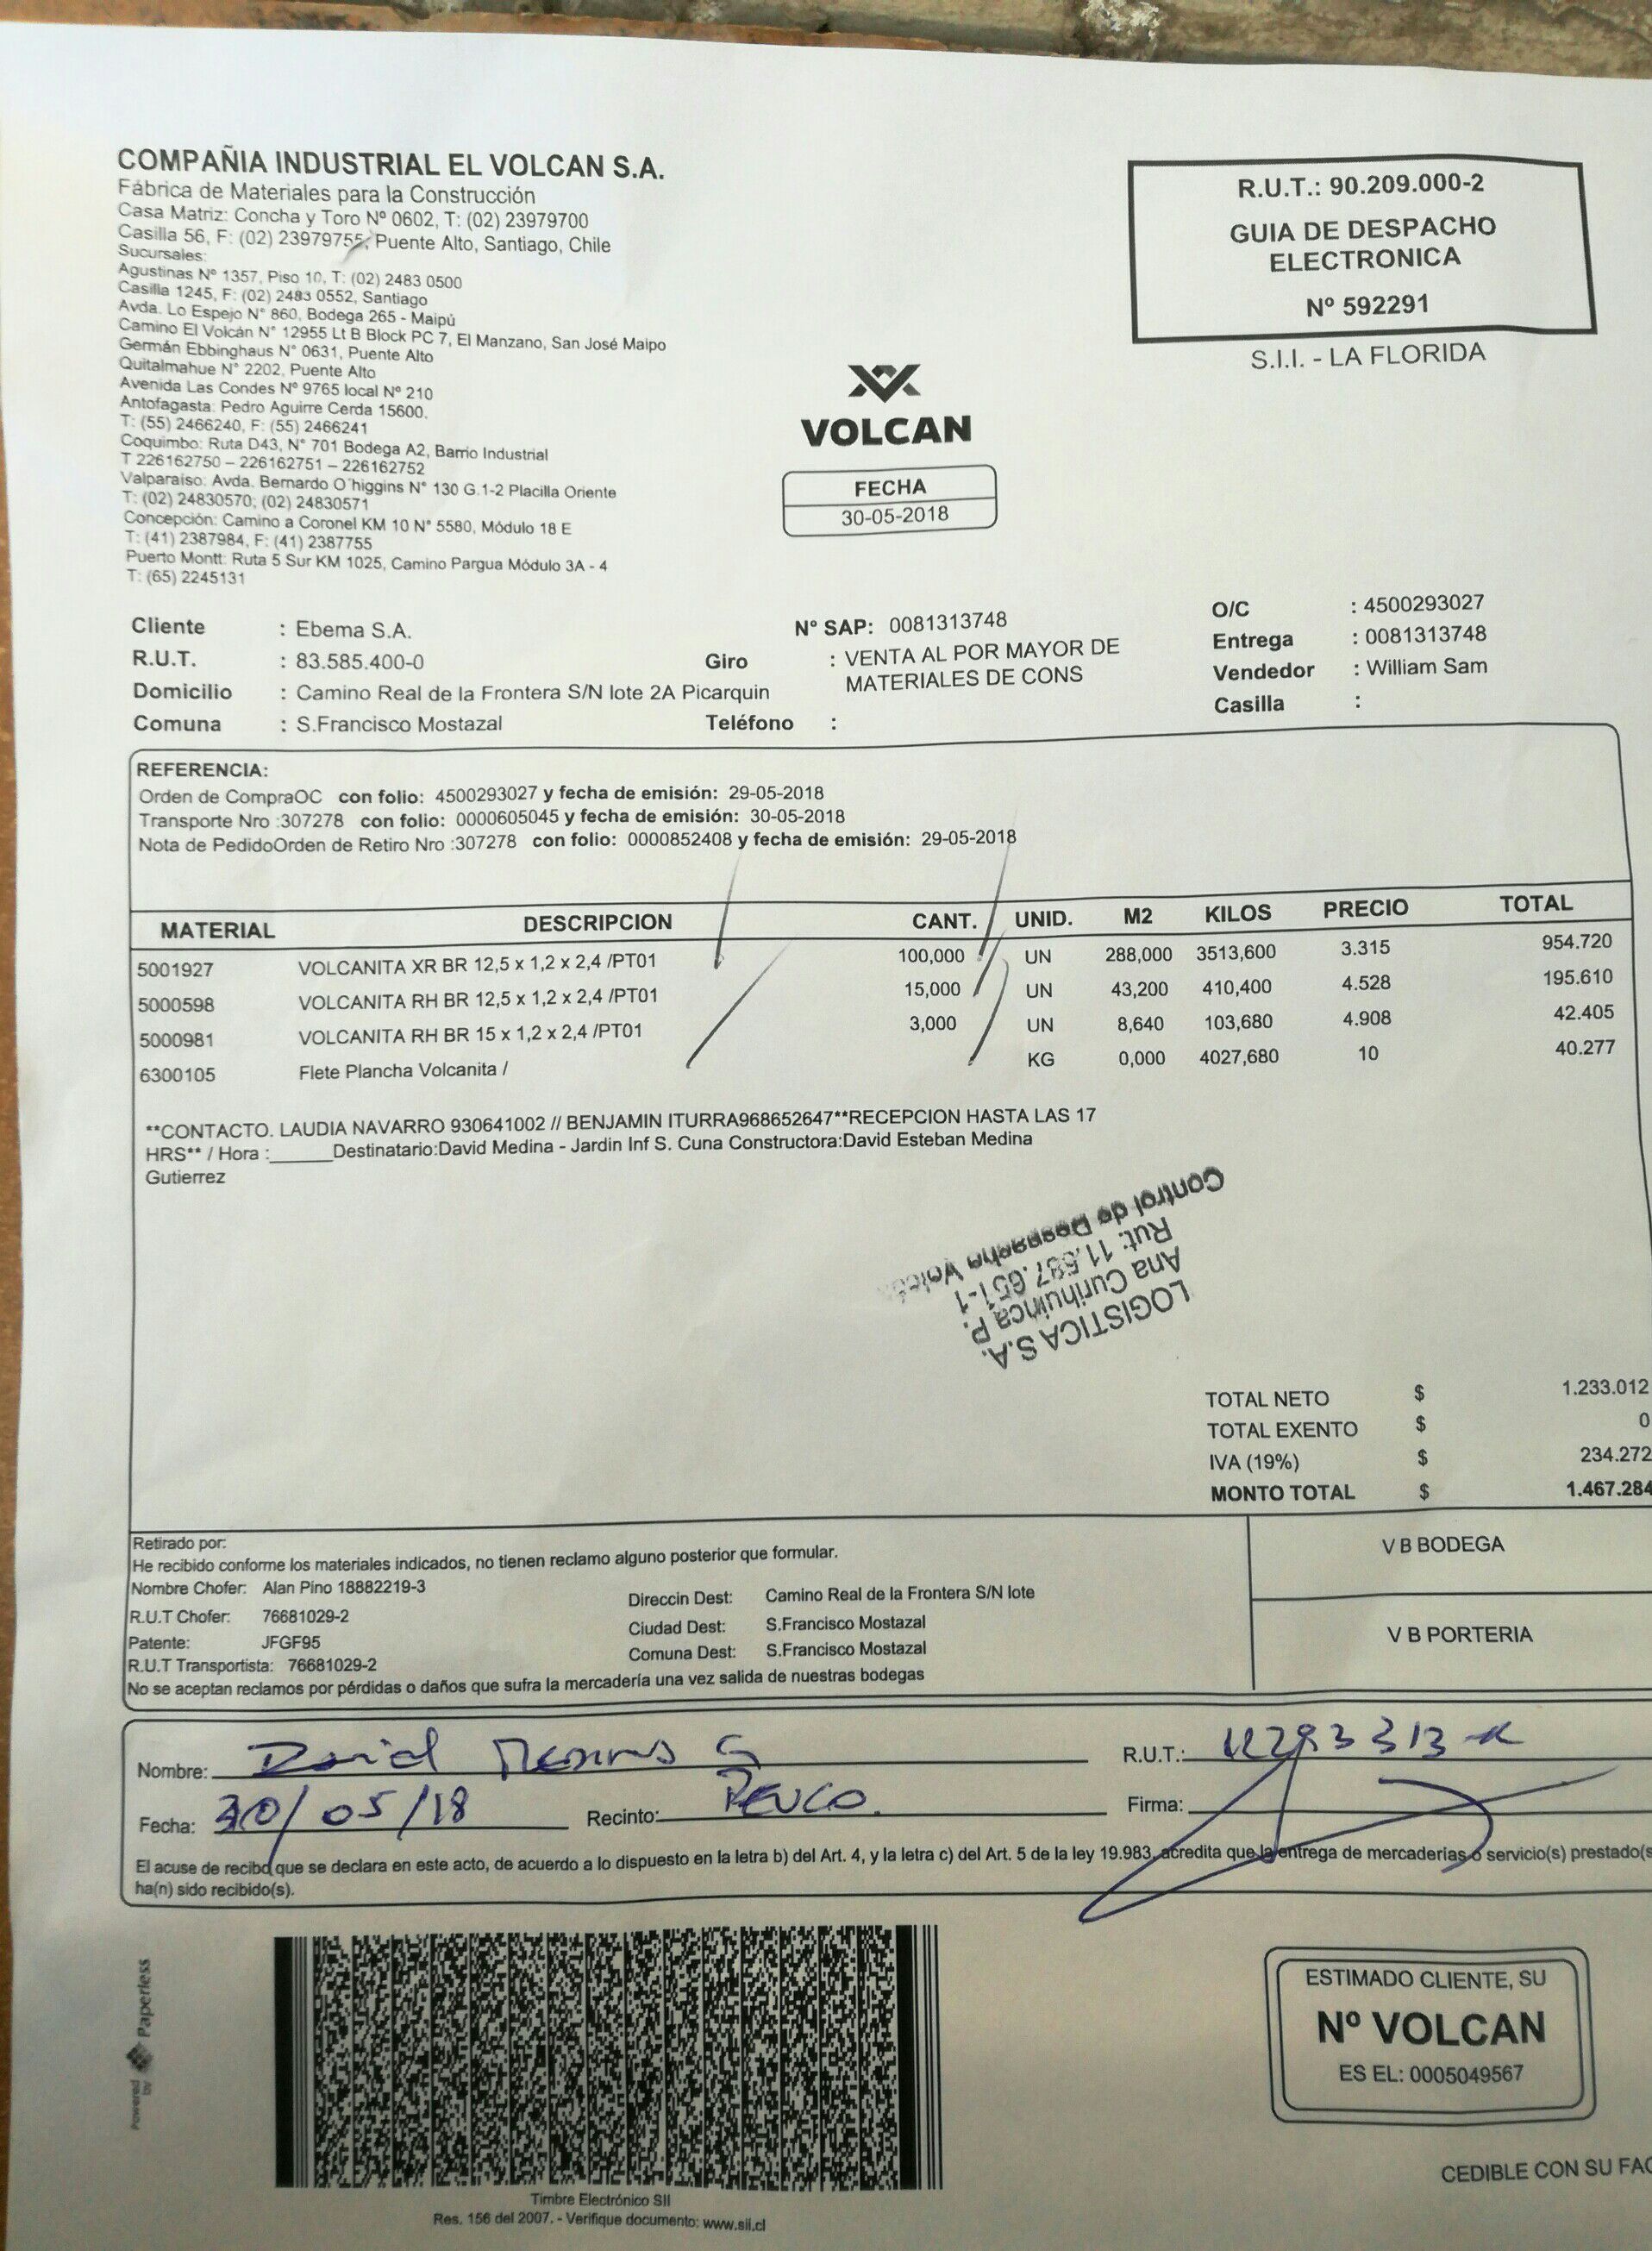 COMPAÑIA INDUSTRIAL EL VOLCAN S.A.
Fábrica de Materiales para la Construcción
Casa Matriz: Concha y Toro Nº 0602, T: (02) 23979700
Casilla 56, F: (02) 23979755, Puente Alto, Santiago, Chile
Sucursales:
Agustinas Nº 1357, Piso 10, T: (02) 2483 0500
Casilla 1245, F: (02) 2483 0552, Santiago
Avda. Lo Espejo N° 860, Bodega 265 - Maipú
Camino El Volcán N° 12955 Lt B Block PC 7, El Manzano, San José Maipo
Germán Ebbinghaus N° 0631, Puente Alto
Quitalmahue N° 2202, Puente Alto
Avenida Las Condes Nº 9765 local Nº 210
Antofagasta: Pedro Aguirre Cerda 15600,
T: (55) 2466240, F: (55) 2466241
Coquimbo: Ruta D43, N° 701 Bodega A2, Barrio Industrial
T 226162750 – 226162751 – 226162752
Valparaíso: Avda. Bernardo O´higgins N° 130 G.1-2 Placilla Oriente
T: (02) 24830570; (02) 24830571
Concepción: Camino a Coronel KM 10 N° 5580, Módulo 18 E
T: (41) 2387984, F: (41) 2387755
Puerto Montt: Ruta 5 Sur KM 1025, Camino Pargua Módulo 3A - 4
T: (65) 2245131
R.U.T.: 90.209.000-2
GUIA DE DESPACHO
ELECTRONICA
Nº 592291
S.I.I. - LA FLORIDA
VOLCAN
FECHA
30-05-2018
Cliente : Ebema S.A. N° SAP: 0081313748 O/C : 4500293027
R.U.T. : 83.585.400-0 Giro : VENTA AL POR MAYOR DE Entrega : 0081313748
MATERIALES DE CONS Vendedor : William Sam
Domicilio : Camino Real de la Frontera S/N lote 2A Picarquin Casilla :
Comuna : S.Francisco Mostazal Teléfono :
REFERENCIA:
Orden de CompraOC con folio: 4500293027 y fecha de emisión: 29-05-2018
Transporte Nro :307278 con folio: 0000605045 y fecha de emisión: 30-05-2018
Nota de PedidoOrden de Retiro Nro :307278 con folio: 0000852408 y fecha de emisión: 29-05-2018
MATERIAL DESCRIPCION CANT. UNID. M2 KILOS PRECIO TOTAL
5001927 VOLCANITA XR BR 12,5 x 1,2 x 2,4 /PT01 100,000 UN 288,000 3513,600 3.315 954.720
5000598 VOLCANITA RH BR 12,5 x 1,2 x 2,4 /PT01 15,000 UN 43,200 410,400 4.528 195.610
5000981 VOLCANITA RH BR 15 x 1,2 x 2,4 /PT01 3,000 UN 8,640 103,680 4.908 42.405
6300105 Flete Plancha Volcanita / KG 0,000 4027,680 10 40.277
**CONTACTO. LAUDIA NAVARRO 930641002 // BENJAMIN ITURRA968652647**RECEPCION HASTA LAS 17
HRS** / Hora :______Destinatario:David Medina - Jardin Inf S. Cuna Constructora:David Esteban Medina
Gutierrez
LOGISTICA S.A.
Ana Curihuinca P.
Rut: 11.587.651-1
Control de Despacho
TOTAL NETO $ 1.233.012
TOTAL EXENTO $ 0
IVA (19%) $ 234.272
MONTO TOTAL $ 1.467.284
Retirado por:
He recibido conforme los materiales indicados, no tienen reclamo alguno posterior que formular.
Nombre Chofer: Alan Pino 18882219-3 Direccin Dest: Camino Real de la Frontera S/N lote
R.U.T Chofer: 76681029-2 Ciudad Dest: S.Francisco Mostazal
Patente: JFGF95 Comuna Dest: S.Francisco Mostazal
R.U.T Transportista: 76681029-2
No se aceptan reclamos por pérdidas o daños que sufra la mercadería una vez salida de nuestras bodegas
V B BODEGA
V B PORTERIA
Nombre: David Medina G R.U.T.:
Fecha: 30/05/18 Recinto: PEUCO. Firma:
El acuse de recibo que se declara en este acto, de acuerdo a lo dispuesto en la letra b) del Art. 4, y la letra c) del Art. 5 de la ley 19.983, acredita que la entrega de mercaderías o servicio(s) prestado(s
ha(n) sido recibido(s).
Powered by Paperless
Timbre Electrónico SII
Res. 156 del 2007. - Verifique documento: www.sii.cl
ESTIMADO CLIENTE, SU
Nº VOLCAN
ES EL: 0005049567
CEDIBLE CON SU FAC